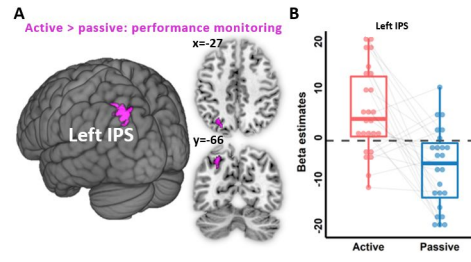 A
Active > passive: performance monitoring
x=-27
Left IPS
y=-66
B
Left IPS
Beta estimates
20
10
0
-10
-20
Active
Passive